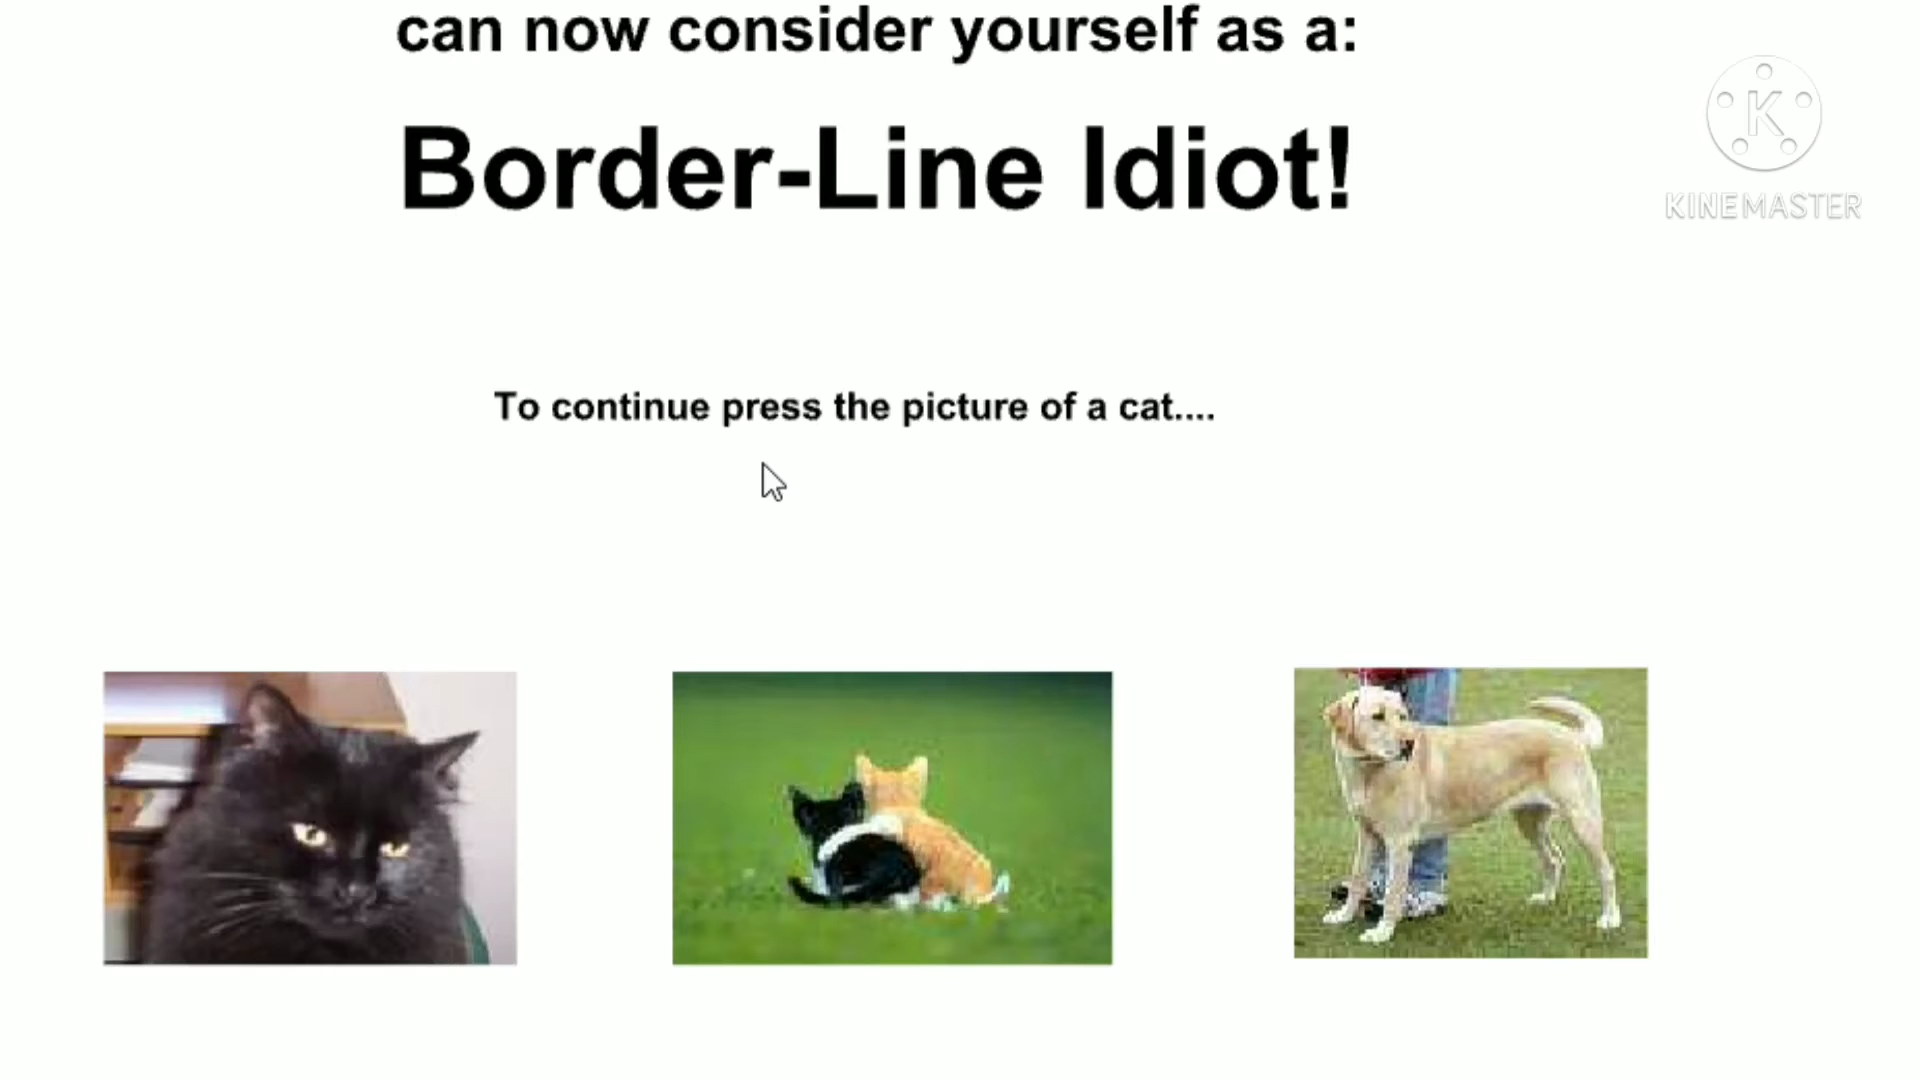 can now consider yourself as a:
Border-Line Idiot!
K
KINEMASTER
To continue press the picture of a cat....